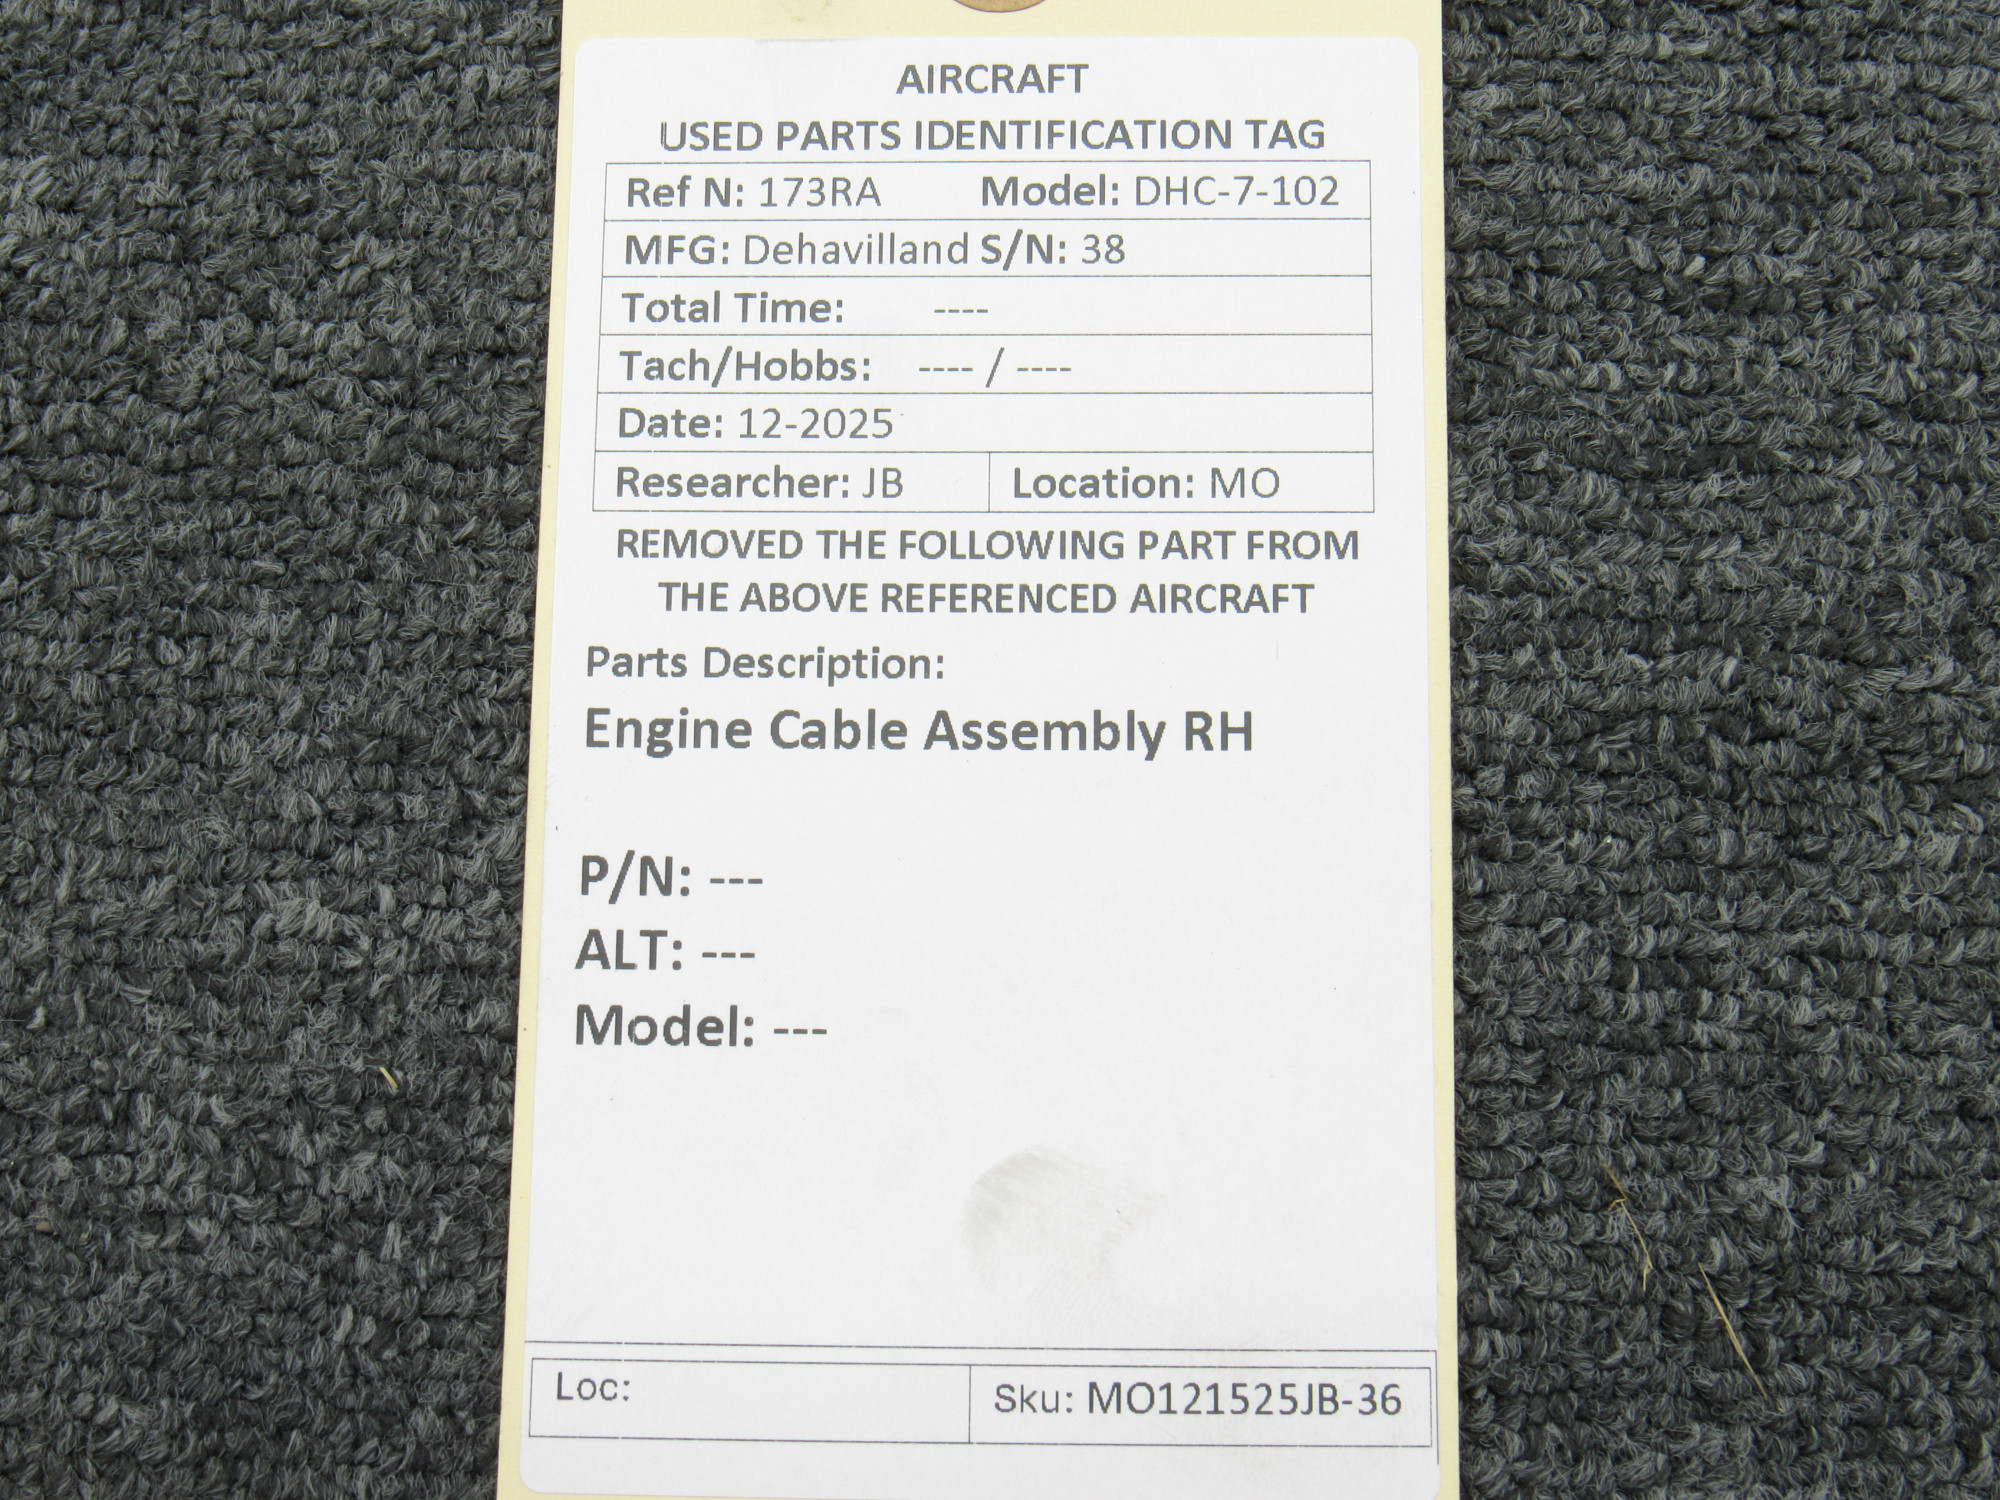 AIRCRAFT
USED PARTS IDENTIFICATION TAG
Ref N: 173RA Model: DHC-7-102
MFG: Dehavilland S/N: 38
Total Time: ----
Tach/Hobbs: ---- / ----
Date: 12-2025
Researcher: JB Location: MO
REMOVED THE FOLLOWING PART FROM
THE ABOVE REFERENCED AIRCRAFT
Parts Description:
Engine Cable Assembly RH
P/N: ---
ALT: ---
Model: ---
Loc: Sku: MO121525JB-36